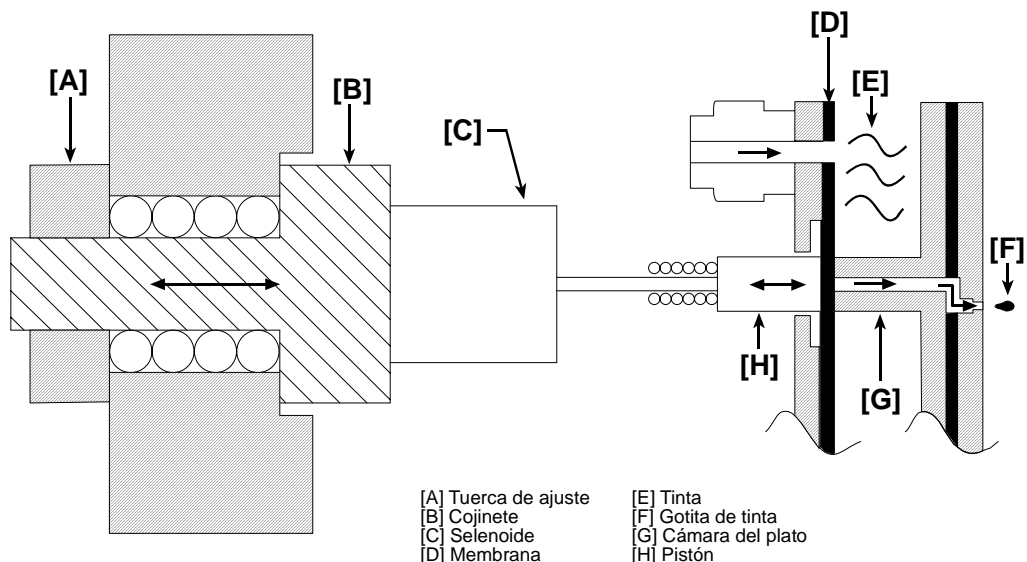 [D]
[A]
[B]
[E]
[C]
[F]
[H]
[G]
[A] Tuerca de ajuste
[B] Cojinete
[C] Selenoide
[D] Membrana
[E] Tinta
[F] Gotita de tinta
[G] Cámara del plato
[H] Pistón